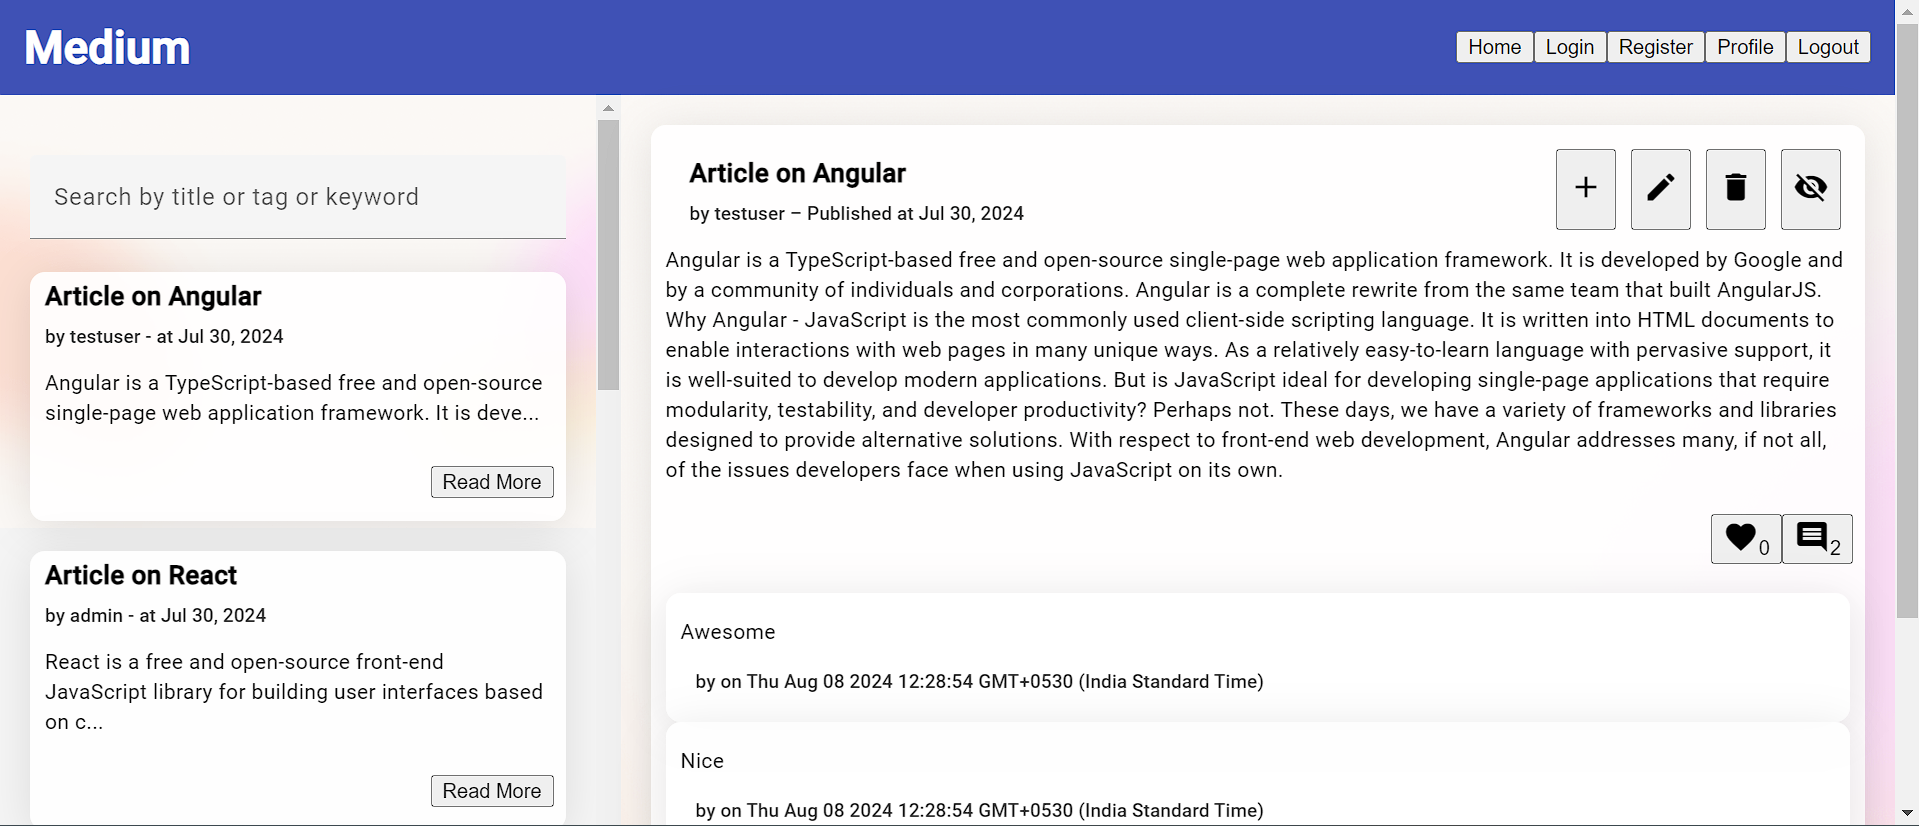 Medium
Home Login Register Profile Logout
Search by title or tag or keyword
Article on Angular
by testuser - at Jul 30, 2024
Angular is a TypeScript-based free and open-source
single-page web application framework. It is deve...
Read More
Article on React
by admin - at Jul 30, 2024
React is a free and open-source front-end
JavaScript library for building user interfaces based
on c...
Read More
Article on Angular
by testuser – Published at Jul 30, 2024
Angular is a TypeScript-based free and open-source single-page web application framework. It is developed by Google and
by a community of individuals and corporations. Angular is a complete rewrite from the same team that built AngularJS.
Why Angular - JavaScript is the most commonly used client-side scripting language. It is written into HTML documents to
enable interactions with web pages in many unique ways. As a relatively easy-to-learn language with pervasive support, it
is well-suited to develop modern applications. But is JavaScript ideal for developing single-page applications that require
modularity, testability, and developer productivity? Perhaps not. These days, we have a variety of frameworks and libraries
designed to provide alternative solutions. With respect to front-end web development, Angular addresses many, if not all,
of the issues developers face when using JavaScript on its own.
0 2
Awesome
by on Thu Aug 08 2024 12:28:54 GMT+0530 (India Standard Time)
Nice
by on Thu Aug 08 2024 12:28:54 GMT+0530 (India Standard Time)